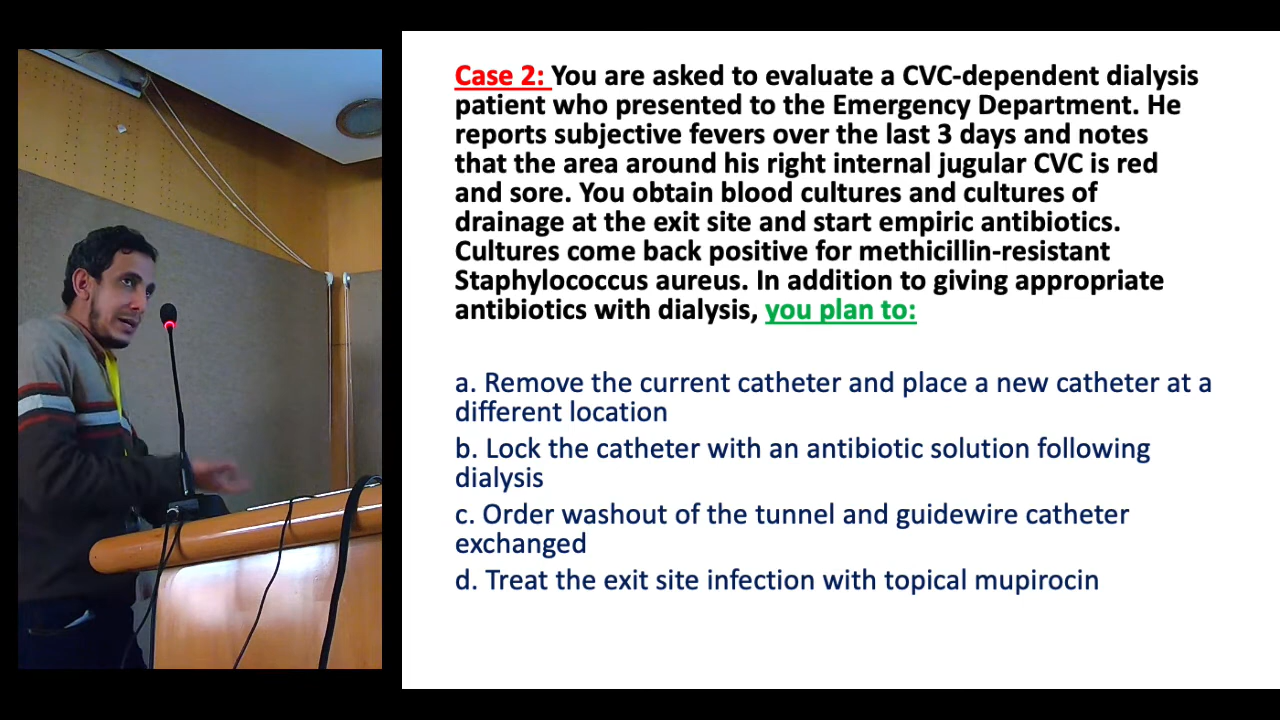 Case 2: You are asked to evaluate a CVC-dependent dialysis
patient who presented to the Emergency Department. He
reports subjective fevers over the last 3 days and notes
that the area around his right internal jugular CVC is red
and sore. You obtain blood cultures and cultures of
drainage at the exit site and start empiric antibiotics.
Cultures come back positive for methicillin-resistant
Staphylococcus aureus. In addition to giving appropriate
antibiotics with dialysis, you plan to:
a. Remove the current catheter and place a new catheter at a
different location
b. Lock the catheter with an antibiotic solution following
dialysis
c. Order washout of the tunnel and guidewire catheter
exchanged
d. Treat the exit site infection with topical mupirocin